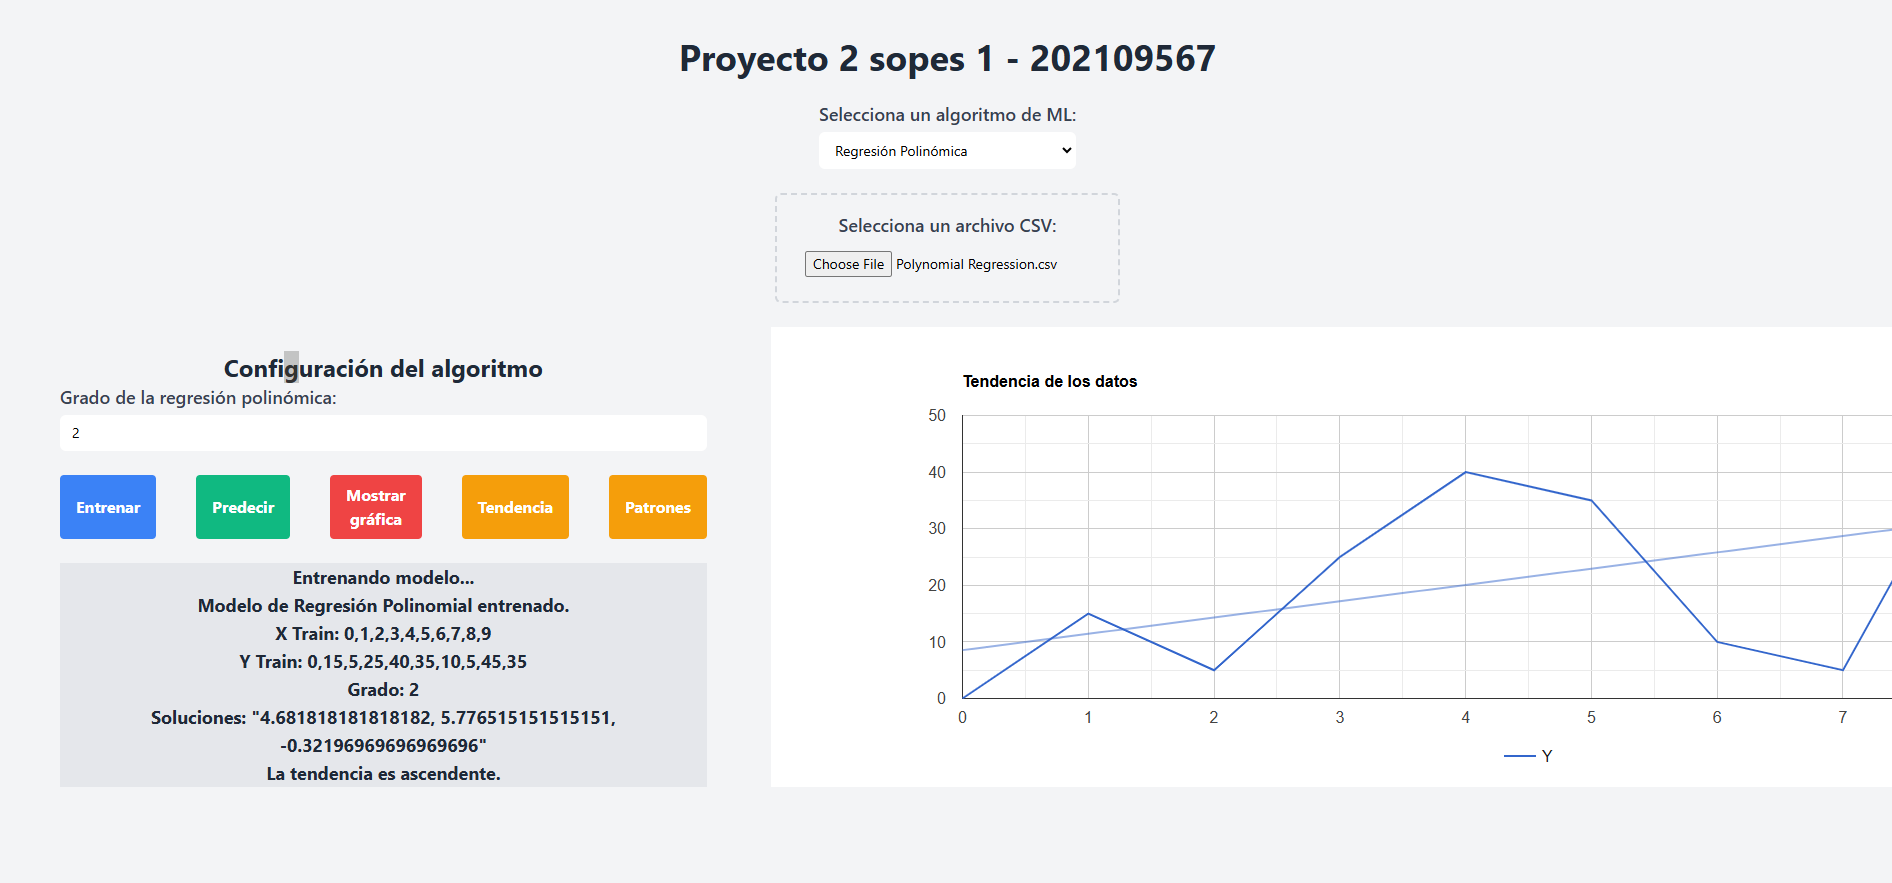 Proyecto 2 sopes 1 - 202109567
Selecciona un algoritmo de ML:
Regresión Polinómica
Selecciona un archivo CSV:
Choose File Polynomial Regression.csv
Configuración del algoritmo
Grado de la regresión polinómica:
2
Entrenar
Predecir
Mostrar
gráfica
Tendencia
Patrones
Entrenando modelo...
Modelo de Regresión Polinomial entrenado.
X Train: 0,1,2,3,4,5,6,7,8,9
Y Train: 0,15,5,25,40,35,10,5,45,35
Grado: 2
Soluciones: "4.681818181818182, 5.776515151515151,
-0.32196969696969696"
La tendencia es ascendente.
Tendencia de los datos
50
40
30
20
10
0
0 1 2 3 4 5 6 7
Y